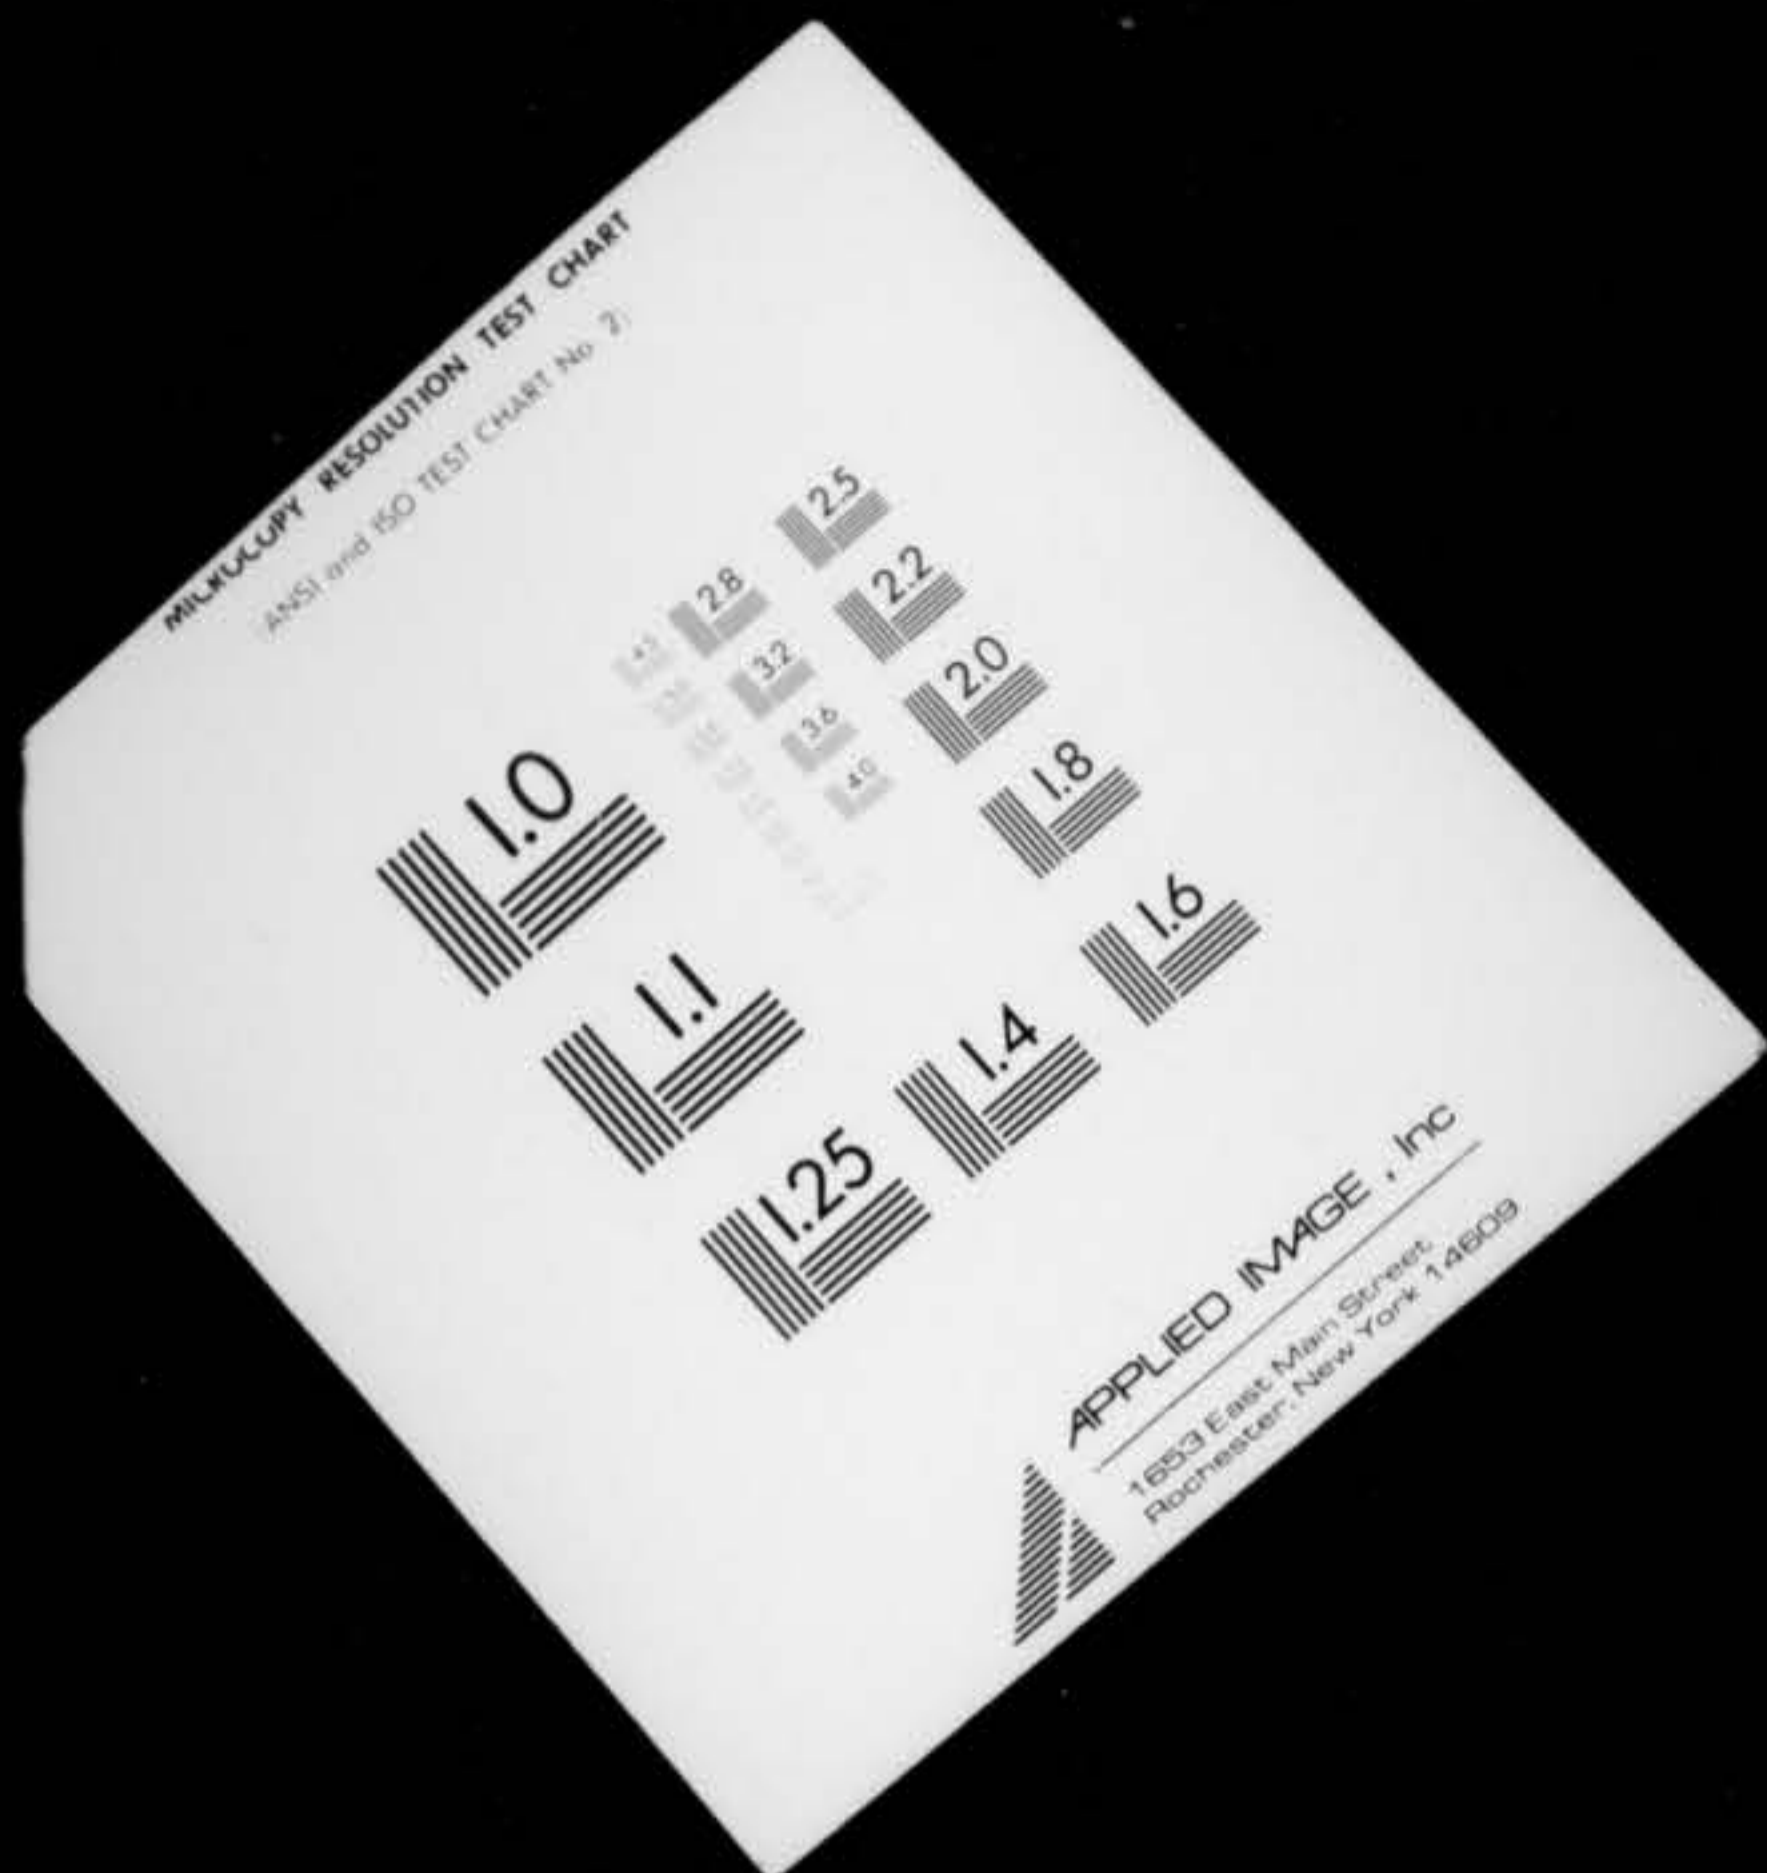 MICROCOPY RESOLUTION TEST CHART
ANSI and ISO TEST CHART No. 2
1.0
1.1
1.25
1.4
1.6
1.8
2.0
2.2
2.5
2.8
3.2
3.6
4.0
4.5
APPLIED IMAGE, Inc
1653 East Main Street
Rochester, New York 14609